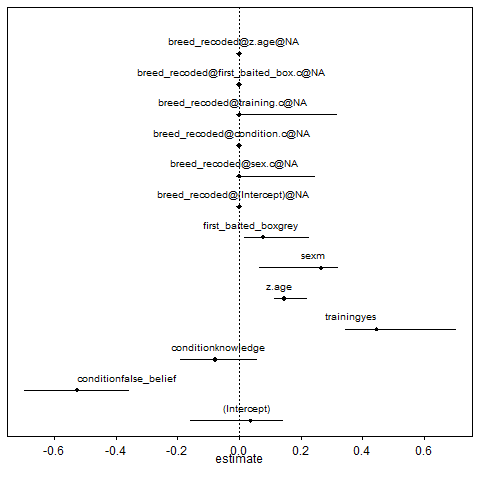 breed_recoded@z.age@NA
breed_recoded@first_baited_box.c@NA
breed_recoded@training.c@NA
breed_recoded@condition.c@NA
breed_recoded@sex.c@NA
breed_recoded@(Intercept)@NA
first_baited_boxgrey
sexm
z.age
trainingyes
conditionknowledge
conditionfalse_belief
(Intercept)
-0.6 -0.4 -0.2 0.0 0.2 0.4 0.6
estimate